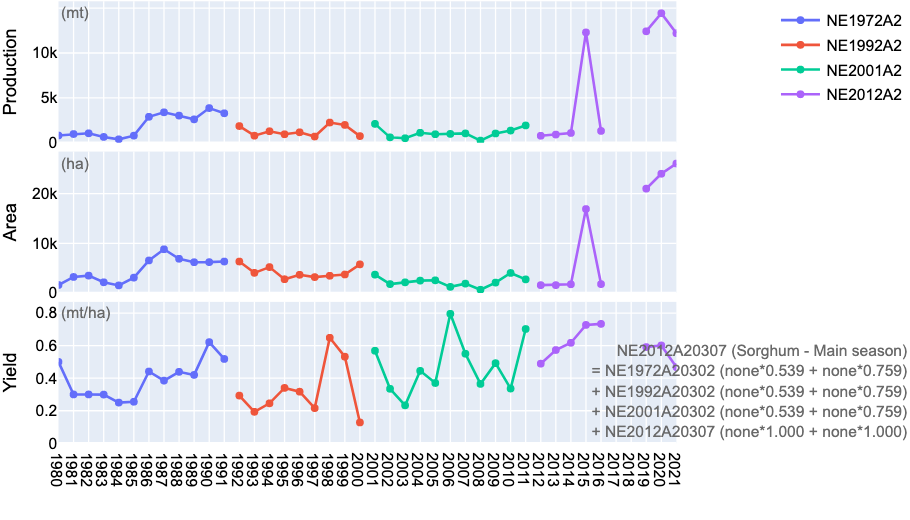 (mt)
Production
10k
5k
0
NE1972A2
NE1992A2
NE2001A2
NE2012A2
(ha)
Area
20k
10k
0
(mt/ha)
Yield
0.8
0.6
0.4
0.2
0
NE2012A20307 (Sorghum - Main season)
= NE1972A20302 (none*0.539 + none*0.759)
+ NE1992A20302 (none*0.539 + none*0.759)
+ NE2001A20302 (none*0.539 + none*0.759)
+ NE2012A20307 (none*1.000 + none*1.000)
1980
1981
1982
1983
1984
1985
1986
1987
1988
1989
1990
1991
1992
1993
1994
1995
1996
1997
1998
1999
2000
2001
2002
2003
2004
2005
2006
2007
2008
2009
2010
2011
2012
2013
2014
2015
2016
2017
2018
2019
2020
2021